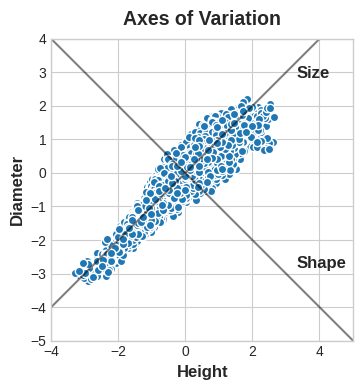 Axes of Variation
4
3
Size
2
1
0
Diameter
−1
−2
Shape
−3
−4
−5
−4 −2 0 2 4
Height